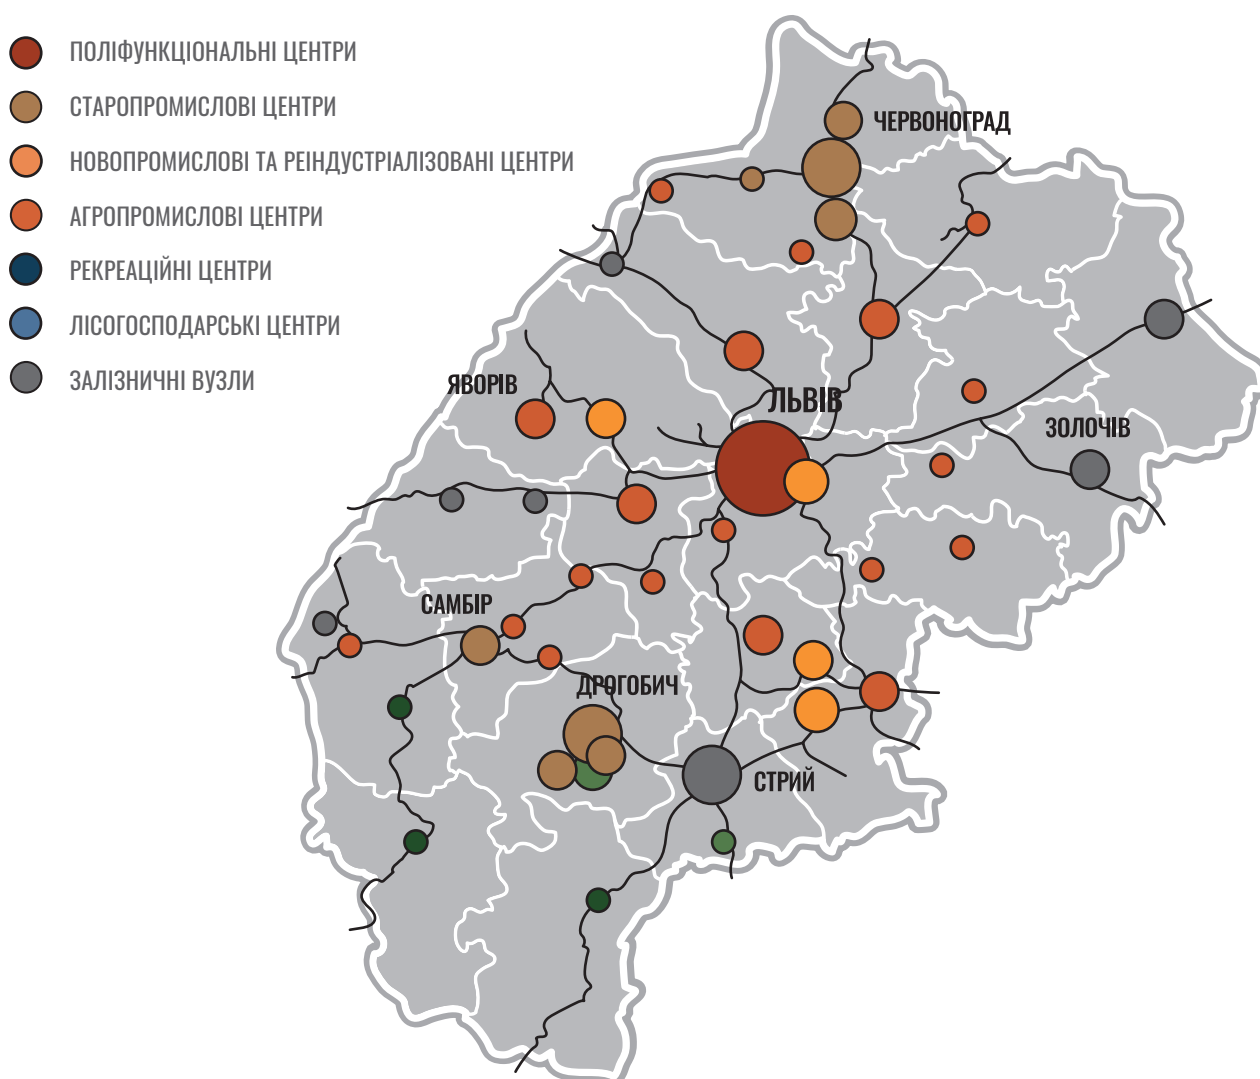 ПОЛІФУНКЦІОНАЛЬНІ ЦЕНТРИ
СТАРОПРОМИСЛОВІ ЦЕНТРИ
НОВОПРОМИСЛОВІ ТА РЕІНДУСТРІАЛІЗОВАНІ ЦЕНТРИ
АГРОПРОМИСЛОВІ ЦЕНТРИ
РЕКРЕАЦІЙНІ ЦЕНТРИ
ЛІСОГОСПОДАРСЬКІ ЦЕНТРИ
ЗАЛІЗНИЧНІ ВУЗЛИ
ЧЕРВОНОГРАД
ЯВОРІВ
ЛЬВІВ
ЗОЛОЧІВ
САМБІР
ДРОГОБИЧ
СТРИЙ